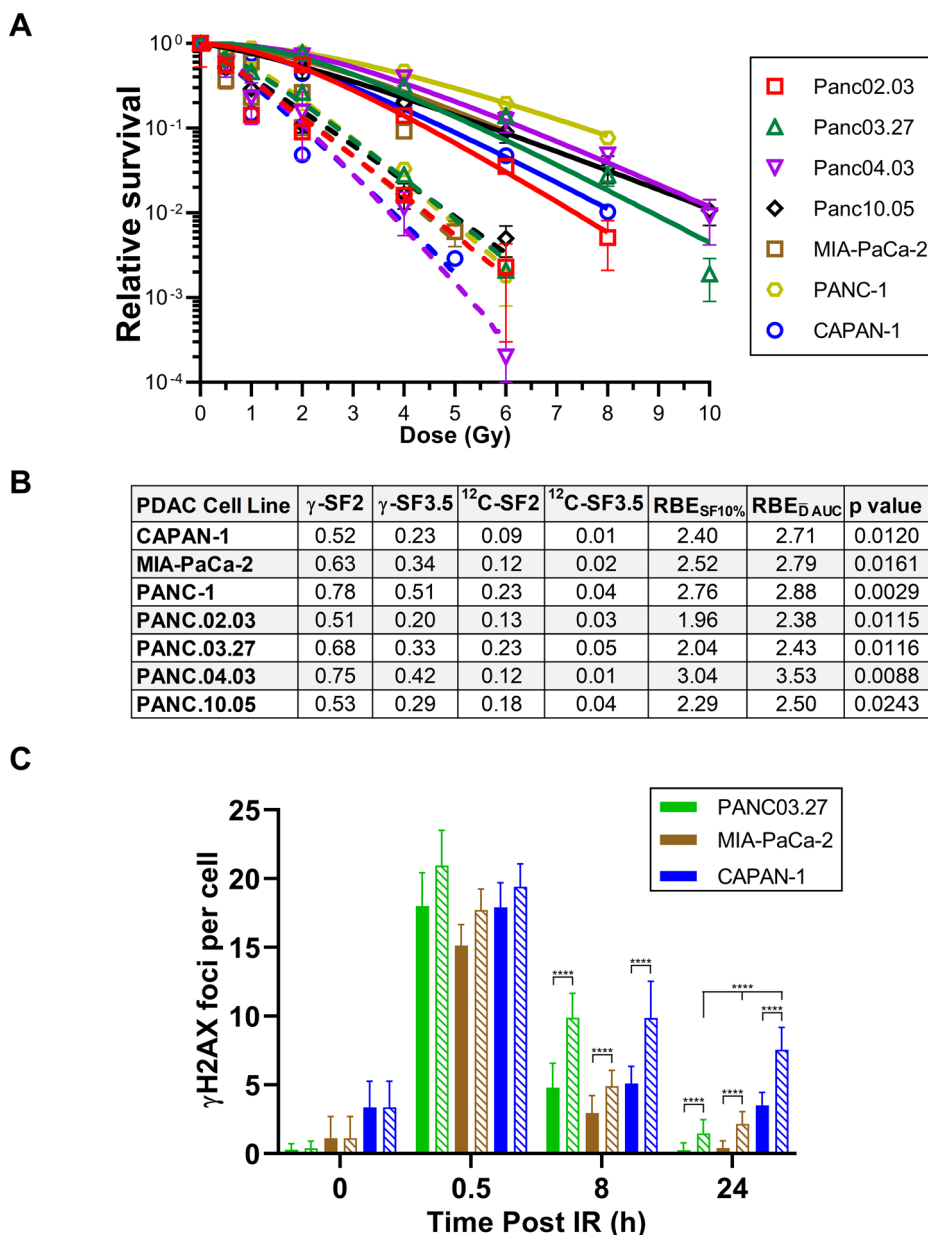 A
Relative survival
10⁰
10⁻¹
10⁻²
10⁻³
10⁻⁴
0 1 2 3 4 5 6 7 8 9 10
Dose (Gy)
Panc02.03
Panc03.27
Panc04.03
Panc10.05
MIA-PaCa-2
PANC-1
CAPAN-1
B
PDAC Cell Line γ-SF2 γ-SF3.5 ¹²C-SF2 ¹²C-SF3.5 RBE SF10% RBE D̅ AUC p value
CAPAN-1 0.52 0.23 0.09 0.01 2.40 2.71 0.0120
MIA-PaCa-2 0.63 0.34 0.12 0.02 2.52 2.79 0.0161
PANC-1 0.78 0.51 0.23 0.04 2.76 2.88 0.0029
PANC.02.03 0.51 0.20 0.13 0.03 1.96 2.38 0.0115
PANC.03.27 0.68 0.33 0.23 0.05 2.04 2.43 0.0116
PANC.04.03 0.75 0.42 0.12 0.01 3.04 3.53 0.0088
PANC.10.05 0.53 0.29 0.18 0.04 2.29 2.50 0.0243
C
γH2AX foci per cell
25
20
15
10
5
0
PANC03.27
MIA-PaCa-2
CAPAN-1
**** **** ****
**** **** **** ****
0 0.5 8 24
Time Post IR (h)